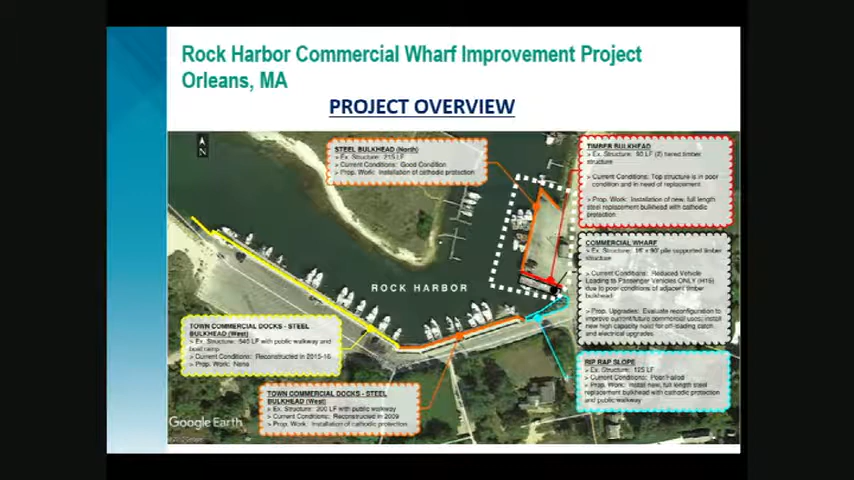 Rock Harbor Commercial Wharf Improvement Project
Orleans, MA
PROJECT OVERVIEW
N
STEEL BULKHEAD (North)
> Ex. Structure: 215 LF
> Current Conditions: Good Condition
> Prop. Work: Installation of cathodic protection
TIMBER BULKHEAD
> Ex. Structure: 90 LF (2) tiered timber
structure
> Current Conditions: Top structure is in poor
condition and in need of replacement
> Prop. Work: Installation of new, full length
steel replacement bulkhead with cathodic
protection
COMMERCIAL WHARF
> Ex. Structure: 16' x 90' pile supported timber
structure
> Current Conditions: Reduced Vehicle
Loading to Passenger Vehicles ONLY (H15)
due to poor conditions of adjacent timber
bulkhead
> Prop. Upgrades: Evaluate reconfiguration to
improve current/future commercial uses; install
new high capacity hoist for off-loading catch
and electrical upgrades
ROCK HARBOR
TOWN COMMERCIAL DOCKS - STEEL
BULKHEAD (West)
> Ex. Structure: 540 LF with public walkway and
boat ramp
> Current Conditions: Reconstructed in 2015-16
> Prop. Work: None
RIP RAP SLOPE
> Ex. Structure: 125 LF
> Current Conditions: Poor/Failed
> Prop. Work: Install new, full length steel
replacement bulkhead with cathodic protection
and public walkway
TOWN COMMERCIAL DOCKS - STEEL
BULKHEAD (West)
> Ex. Structure: 300 LF with public walkway
> Current Conditions: Reconstructed in 2009
> Prop. Work: Installation of cathodic protection
Google Earth